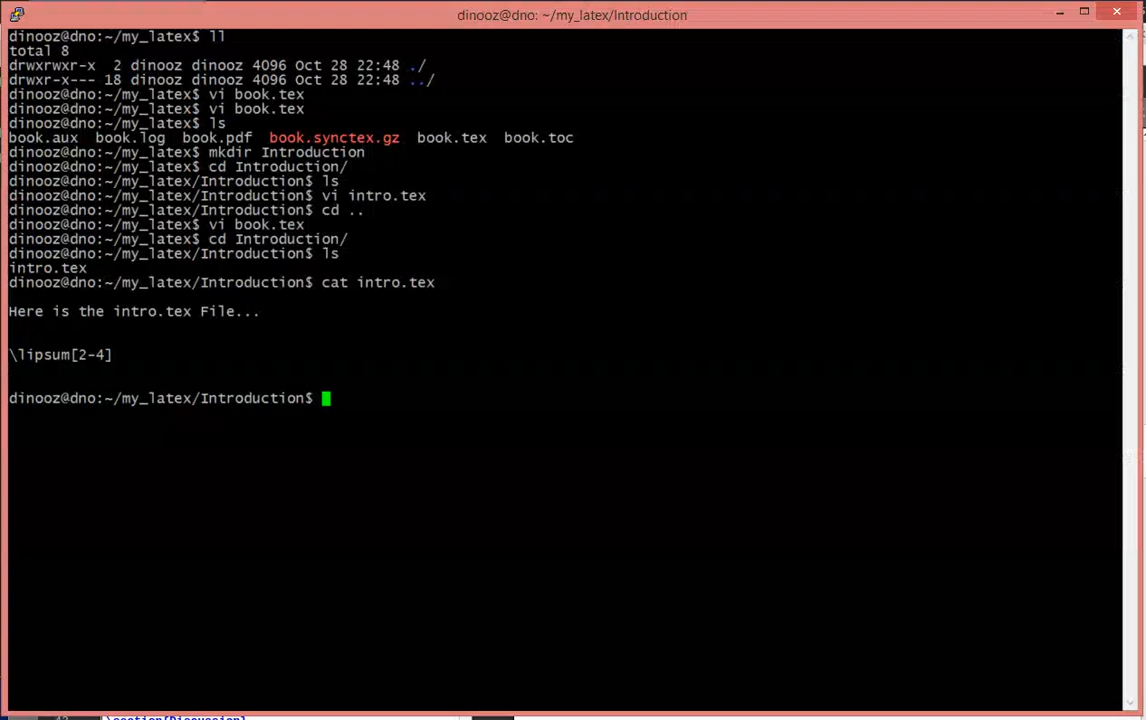 dinooz@dno: ~/my_latex/Introduction
dinooz@dno:~/my_latex$ ll
total 8
drwxrwxr-x  2 dinooz dinooz 4096 Oct 28 22:48 ./
drwxr-x--- 18 dinooz dinooz 4096 Oct 28 22:48 ../
dinooz@dno:~/my_latex$ vi book.tex
dinooz@dno:~/my_latex$ vi book.tex
dinooz@dno:~/my_latex$ ls
book.aux  book.log  book.pdf  book.synctex.gz  book.tex  book.toc
dinooz@dno:~/my_latex$ mkdir Introduction
dinooz@dno:~/my_latex$ cd Introduction/
dinooz@dno:~/my_latex/Introduction$ ls
dinooz@dno:~/my_latex/Introduction$ vi intro.tex
dinooz@dno:~/my_latex/Introduction$ cd ..
dinooz@dno:~/my_latex$ vi book.tex
dinooz@dno:~/my_latex$ cd Introduction/
dinooz@dno:~/my_latex/Introduction$ ls
intro.tex
dinooz@dno:~/my_latex/Introduction$ cat intro.tex
Here is the intro.tex File...
\lipsum[2-4]
dinooz@dno:~/my_latex/Introduction$
\section{Discussion}